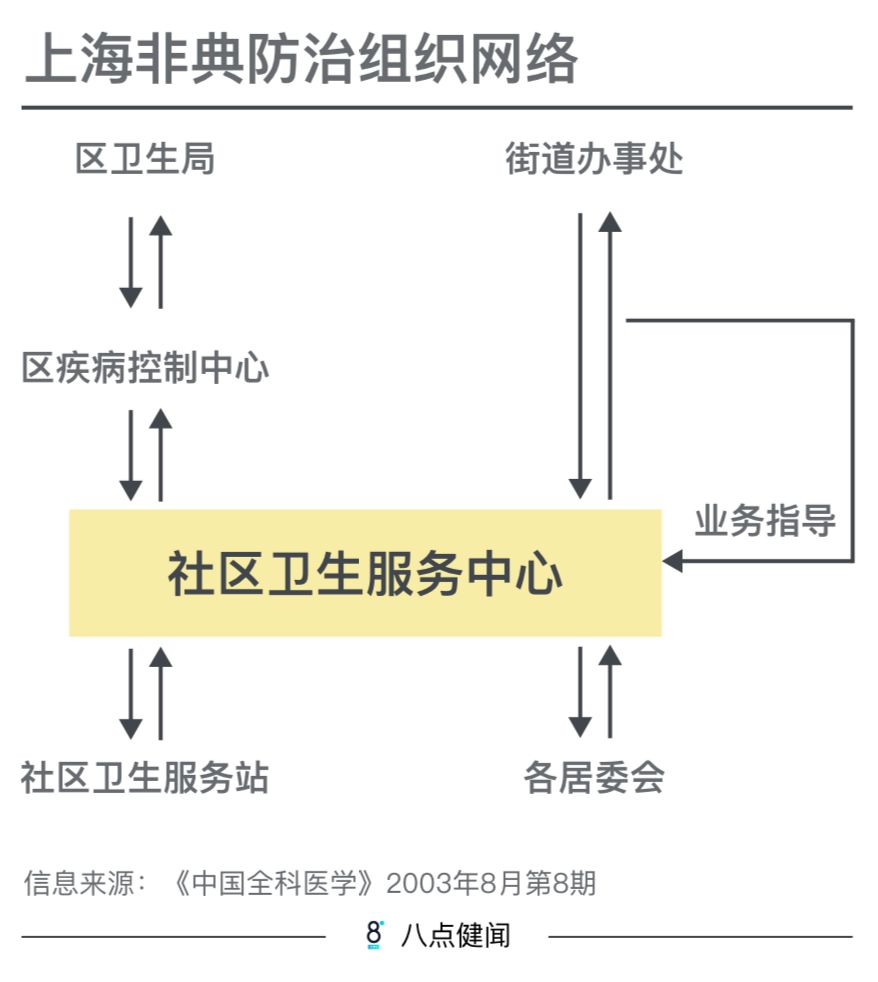 上海非典防治组织网络
区卫生局
街道办事处
区疾病控制中心
业务指导
社区卫生服务中心
社区卫生服务站
各居委会
信息来源：《中国全科医学》2003年8月第8期
8 八点健闻